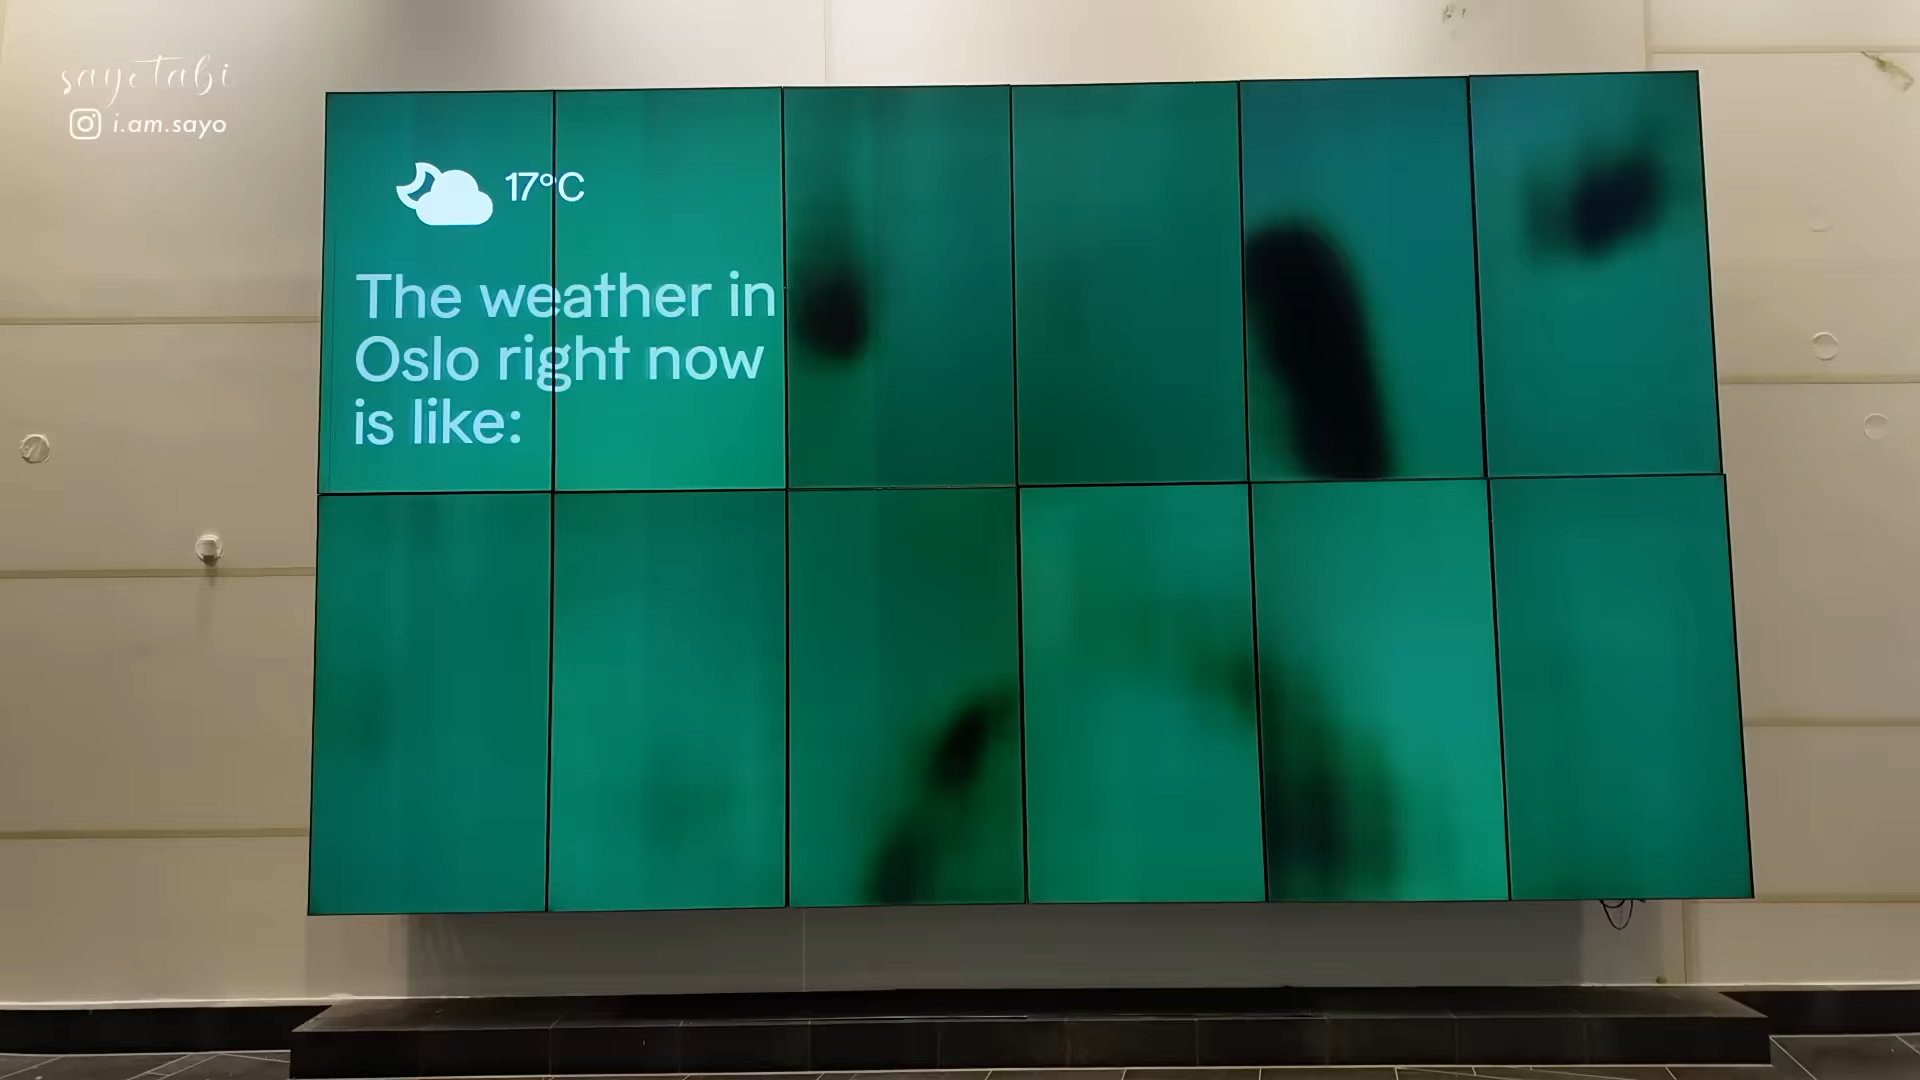 sayotabi
i.am.sayo
17°C
The weather in
Oslo right now
is like: